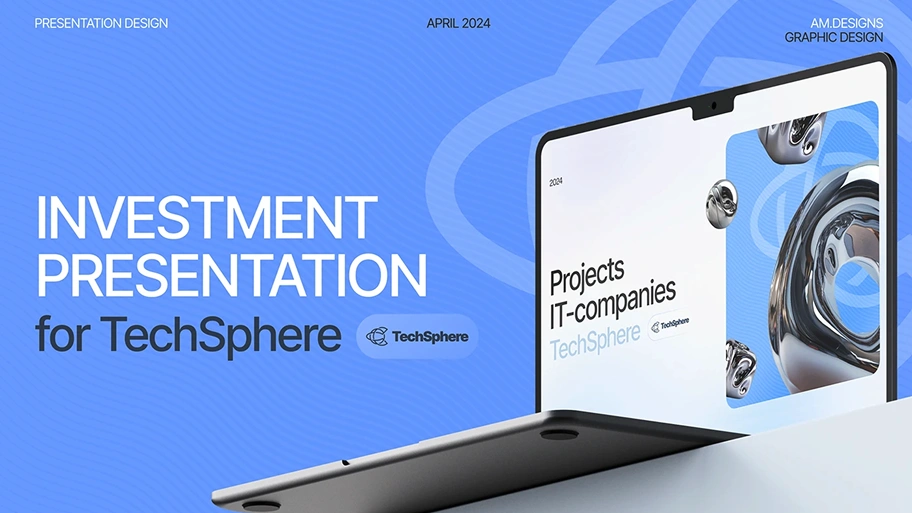 PRESENTATION DESIGN
APRIL 2024
AM.DESIGNS
GRAPHIC DESIGN
INVESTMENT
PRESENTATION
for TechSphere
TechSphere
2024
Projects
IT-companies
TechSphere
TechSphere